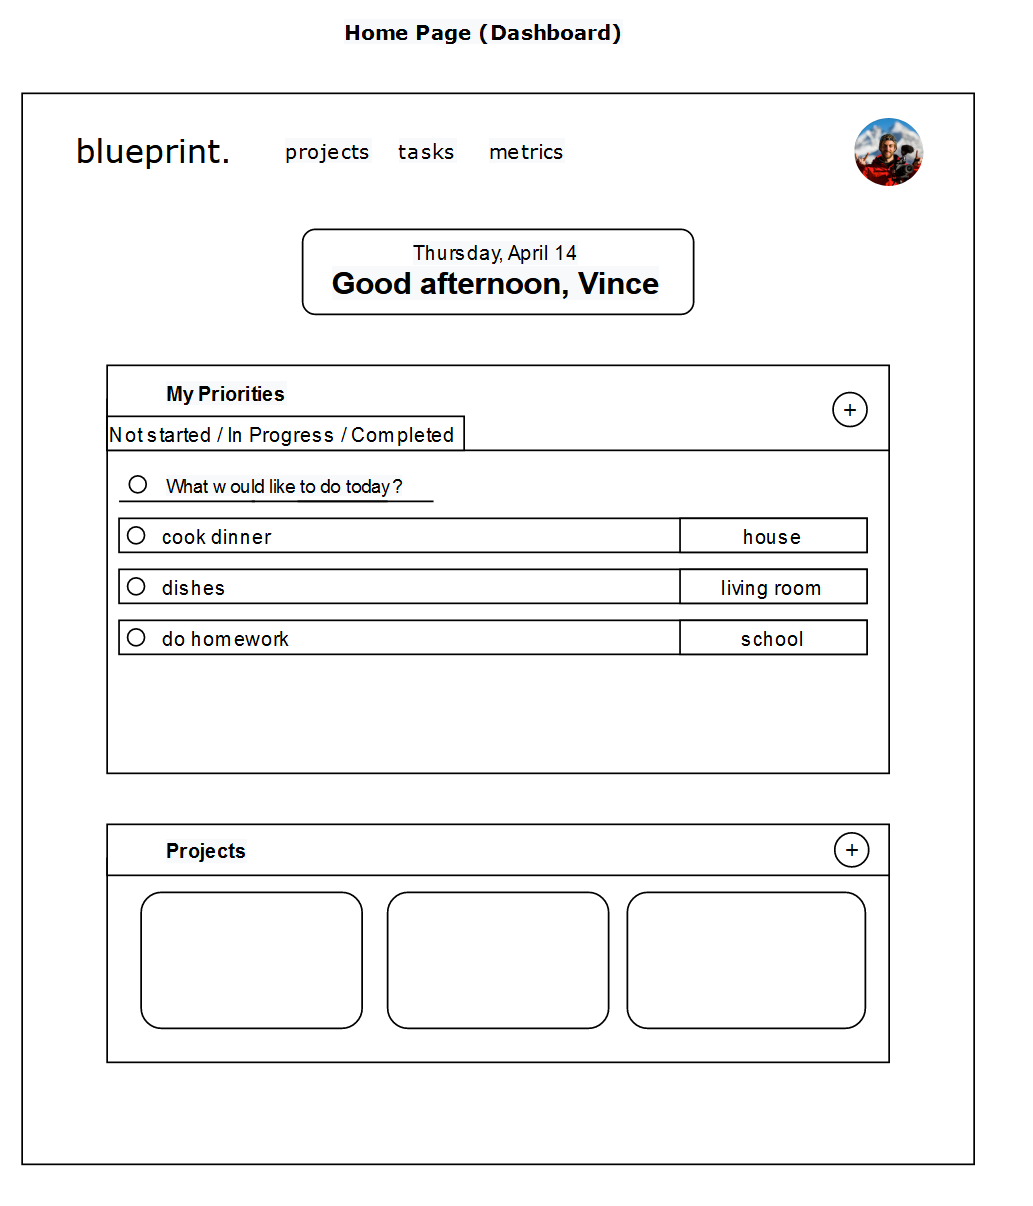 Home Page (Dashboard)
blueprint. projects tasks metrics
Thursday, April 14
Good afternoon, Vince
My Priorities
+
Not started / In Progress / Completed
What would like to do today?
cook dinner house
dishes living room
do homework school
Projects +